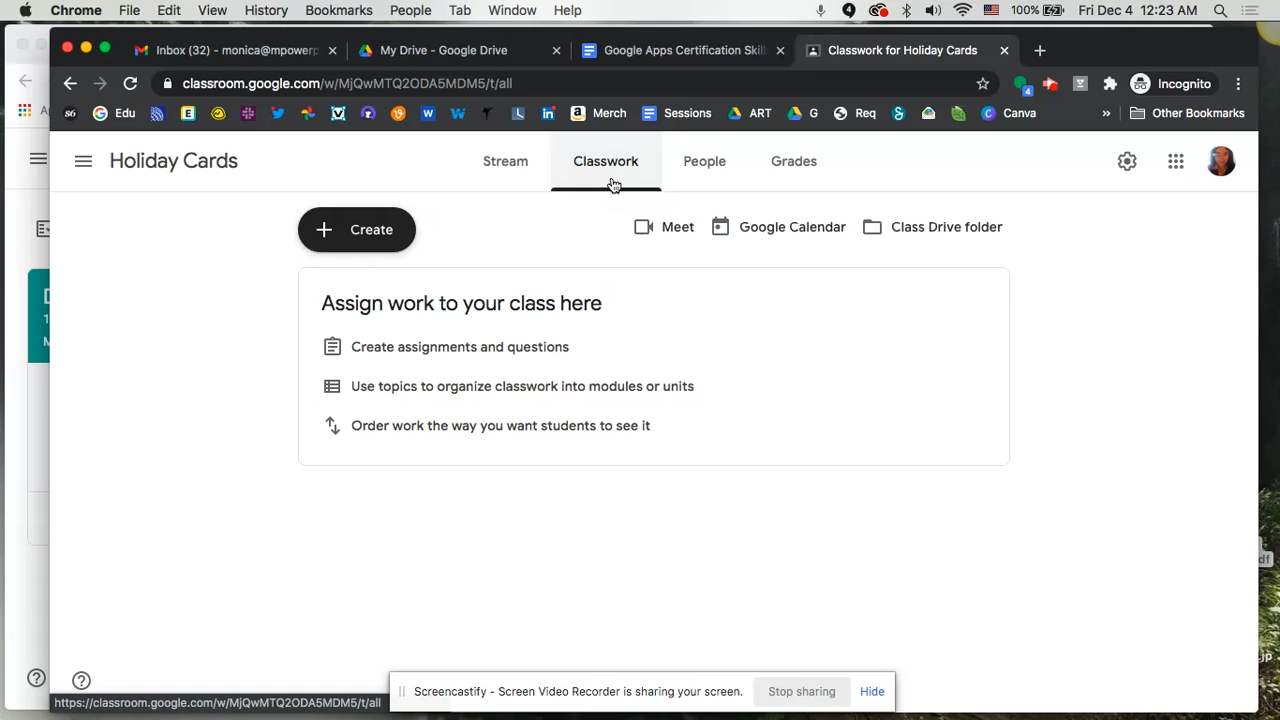 Chrome File Edit View History Bookmarks People Tab Window Help 4 100% Fri Dec 4 12:23 AM
Inbox (32) - monica@mpowerp My Drive - Google Drive Google Apps Certification Skill Classwork for Holiday Cards
classroom.google.com/w/MjQwMTQ2ODA5MDM5/t/all 4 Incognito
Edu W L in Merch Sessions ART G Req Canva Other Bookmarks
Holiday Cards Stream Classwork People Grades
Create Meet Google Calendar Class Drive folder
Assign work to your class here
Create assignments and questions
Use topics to organize classwork into modules or units
Order work the way you want students to see it
Screencastify - Screen Video Recorder is sharing your screen. Stop sharing Hide
https://classroom.google.com/w/MjQwMTQ2ODA5MDM5/t/all